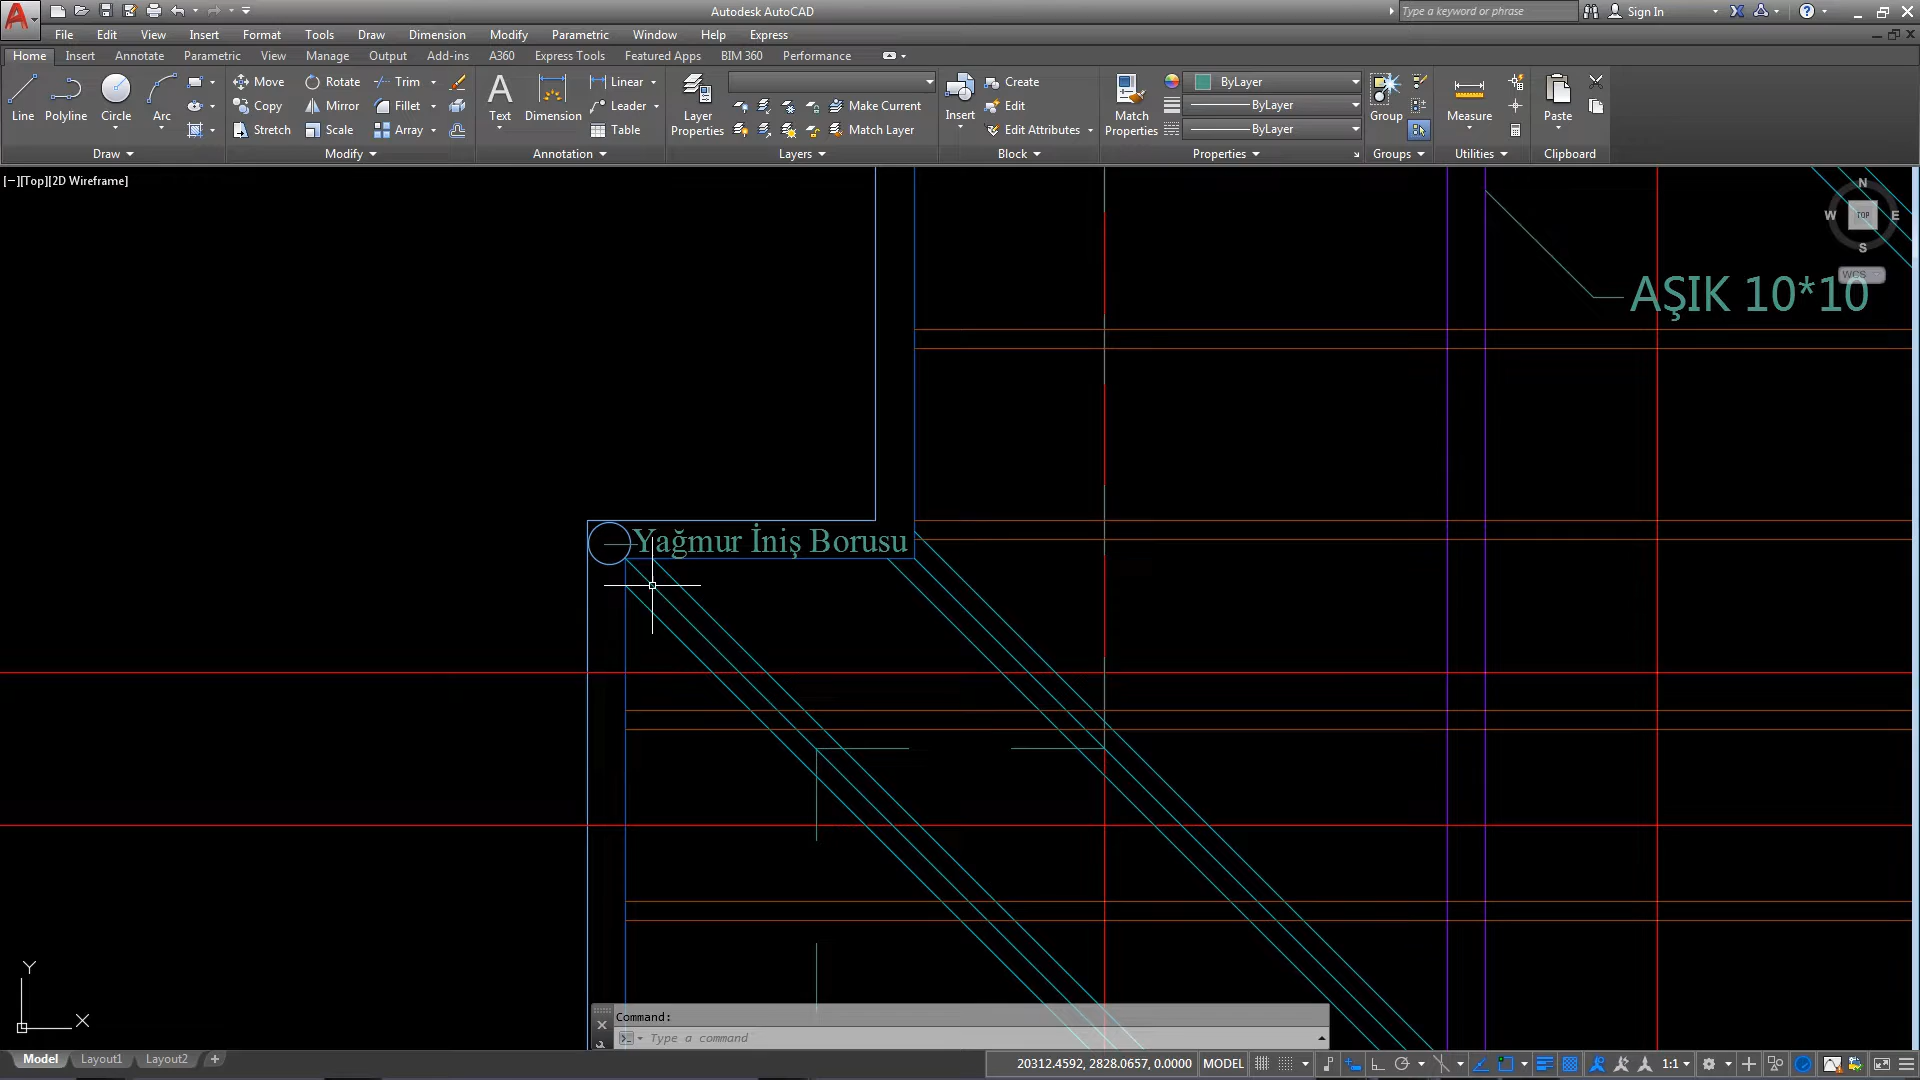 Autodesk AutoCAD
Type a keyword or phrase
Sign In
File Edit View Insert Format Tools Draw Dimension Modify Parametric Window Help Express
Home Insert Annotate Parametric View Manage Output Add-ins A360 Express Tools Featured Apps BIM 360 Performance
Line Polyline Circle Arc
Move Rotate Trim
Copy Mirror Fillet
Stretch Scale Array
Text Dimension
Linear
Leader
Table
Layer Properties
Make Current
Match Layer
Insert
Create
Edit
Edit Attributes
Match Properties
ByLayer
ByLayer
ByLayer
Group
Measure
Paste
Draw Modify Annotation Layers Block Properties Groups Utilities Clipboard
[−][Top][2D Wireframe]
N
W TOP E
S
WCS
AŞIK 10*10
Yağmur İniş Borusu
Y
X
Command:
Type a command
Model Layout1 Layout2 +
20312.4592, 2828.0657, 0.0000 MODEL 1:1